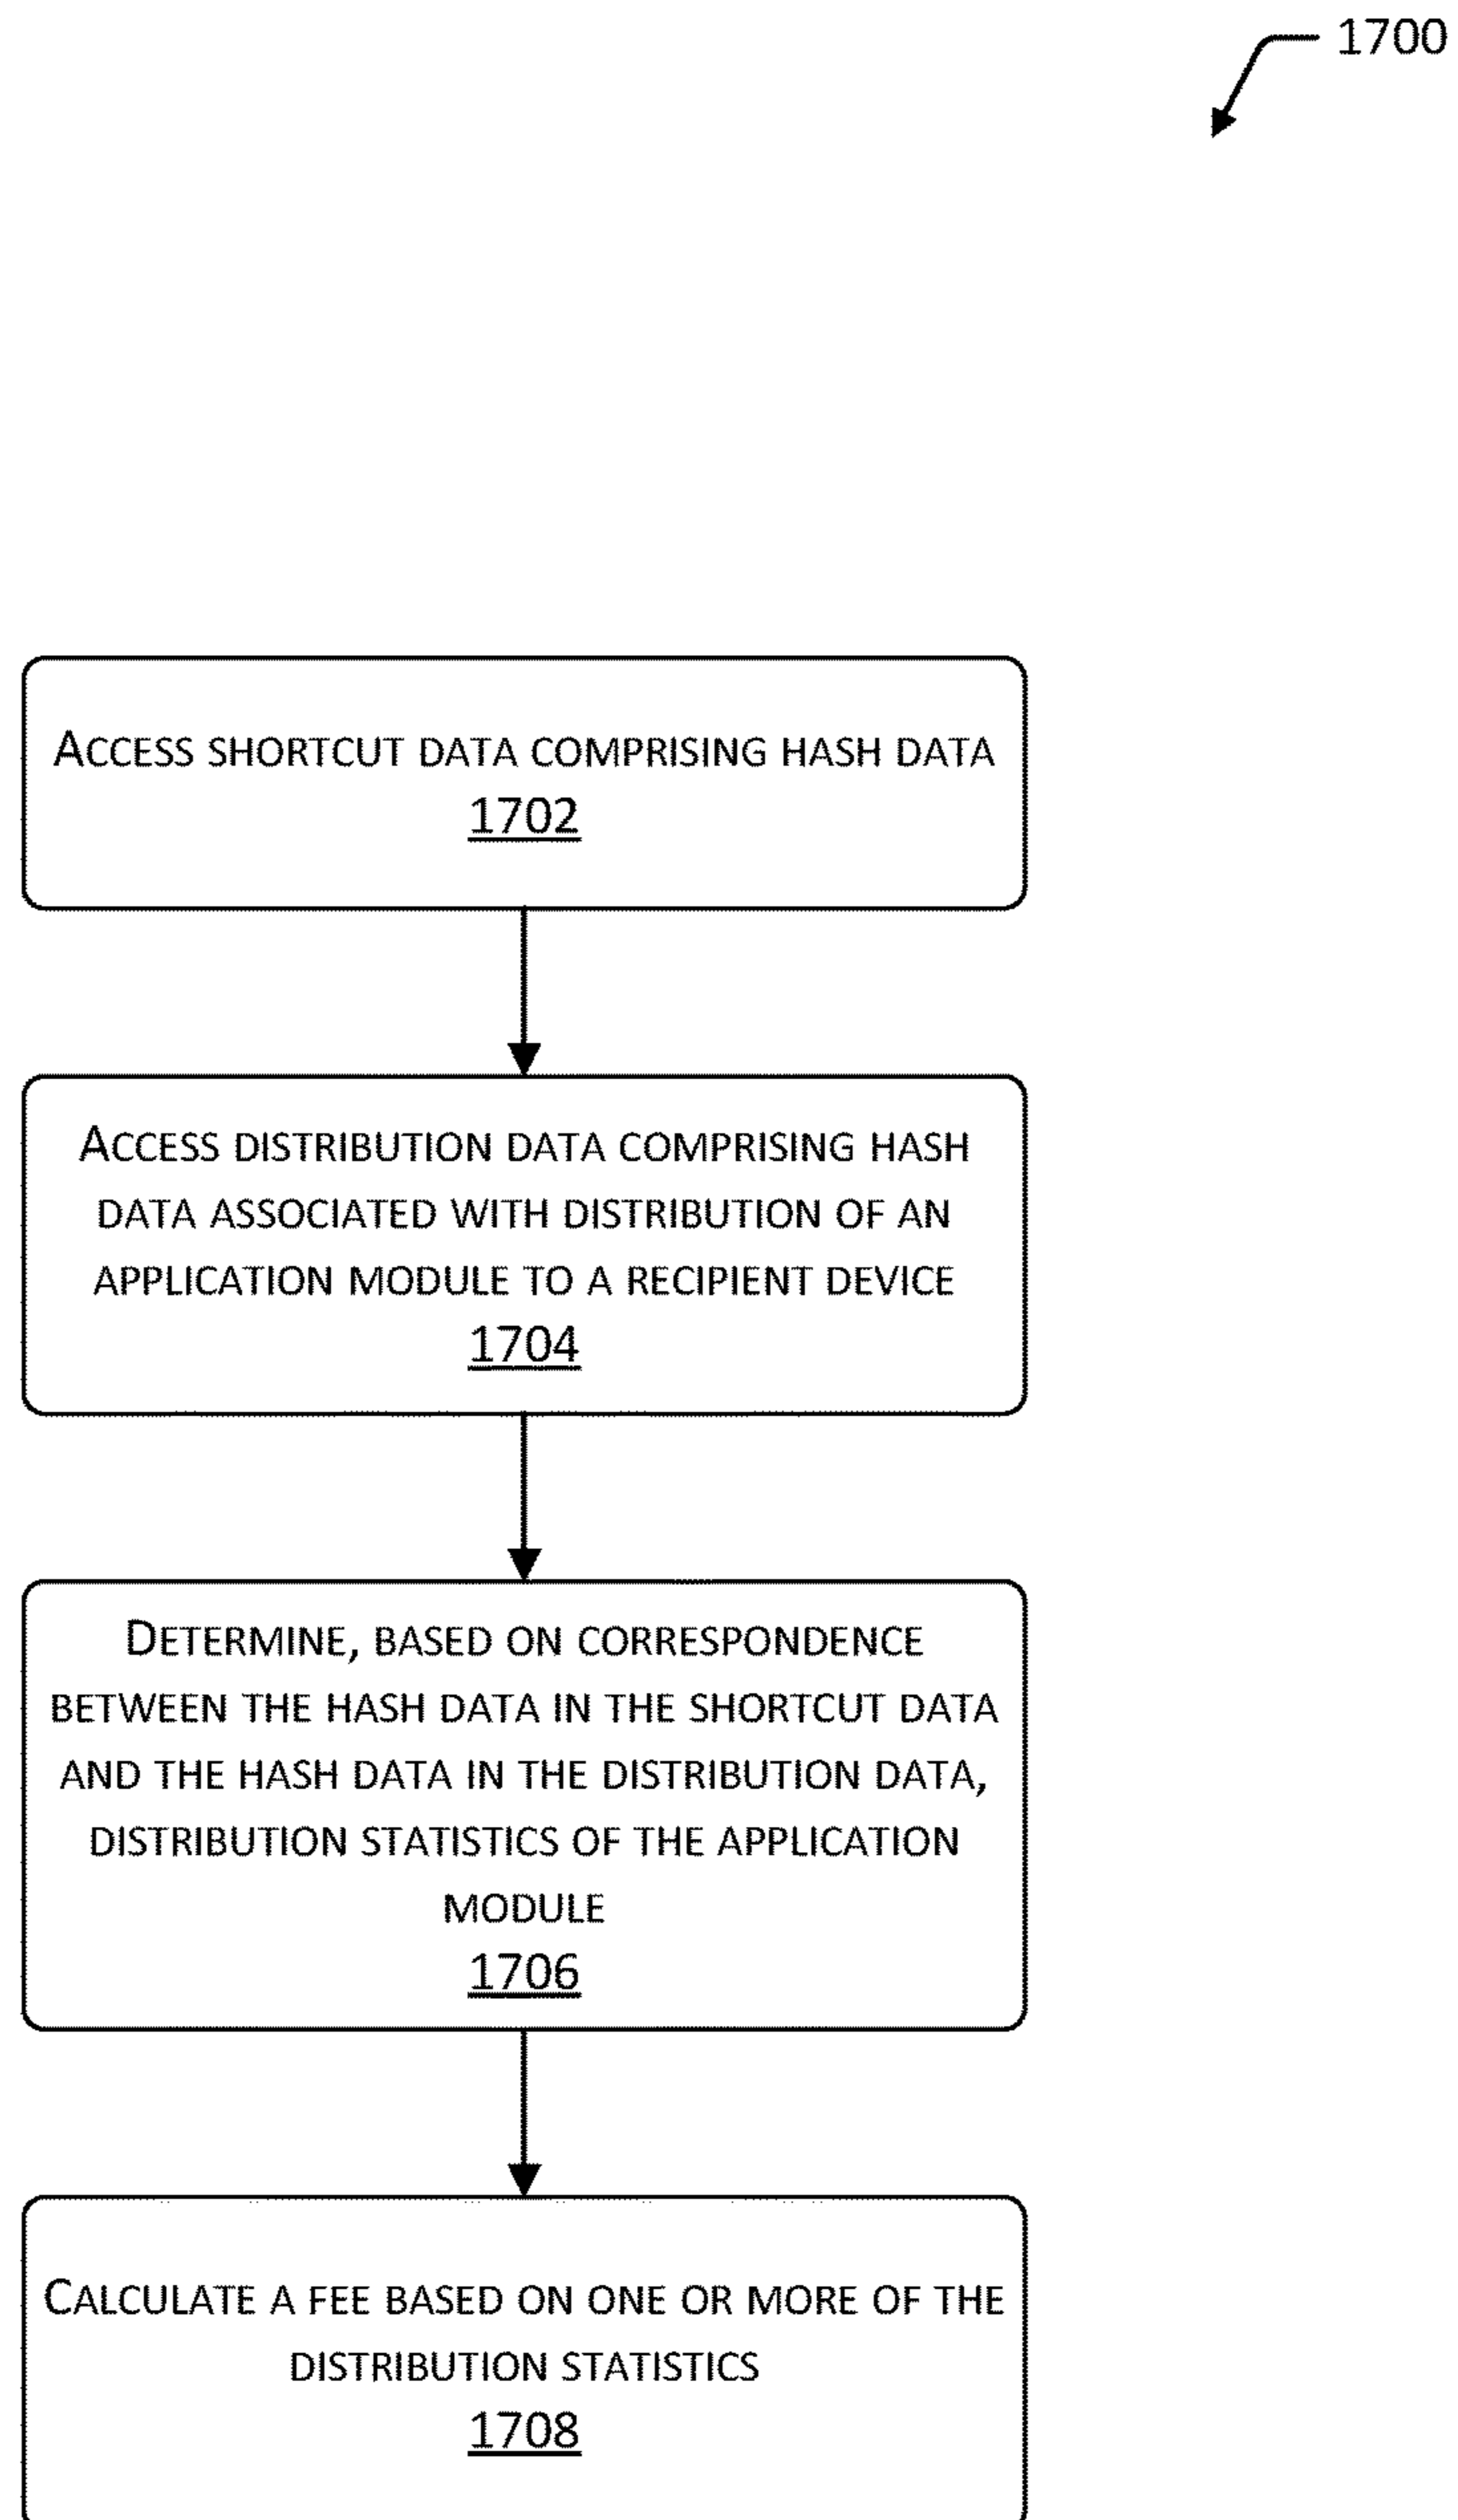 1700
ACCESS SHORTCUT DATA COMPRISING HASH DATA
1702
ACCESS DISTRIBUTION DATA COMPRISING HASH
DATA ASSOCIATED WITH DISTRIBUTION OF AN
APPLICATION MODULE TO A RECIPIENT DEVICE
1704
DETERMINE, BASED ON CORRESPONDENCE
BETWEEN THE HASH DATA IN THE SHORTCUT DATA
AND THE HASH DATA IN THE DISTRIBUTION DATA,
DISTRIBUTION STATISTICS OF THE APPLICATION
MODULE
1706
CALCULATE A FEE BASED ON ONE OR MORE OF THE
DISTRIBUTION STATISTICS
1708